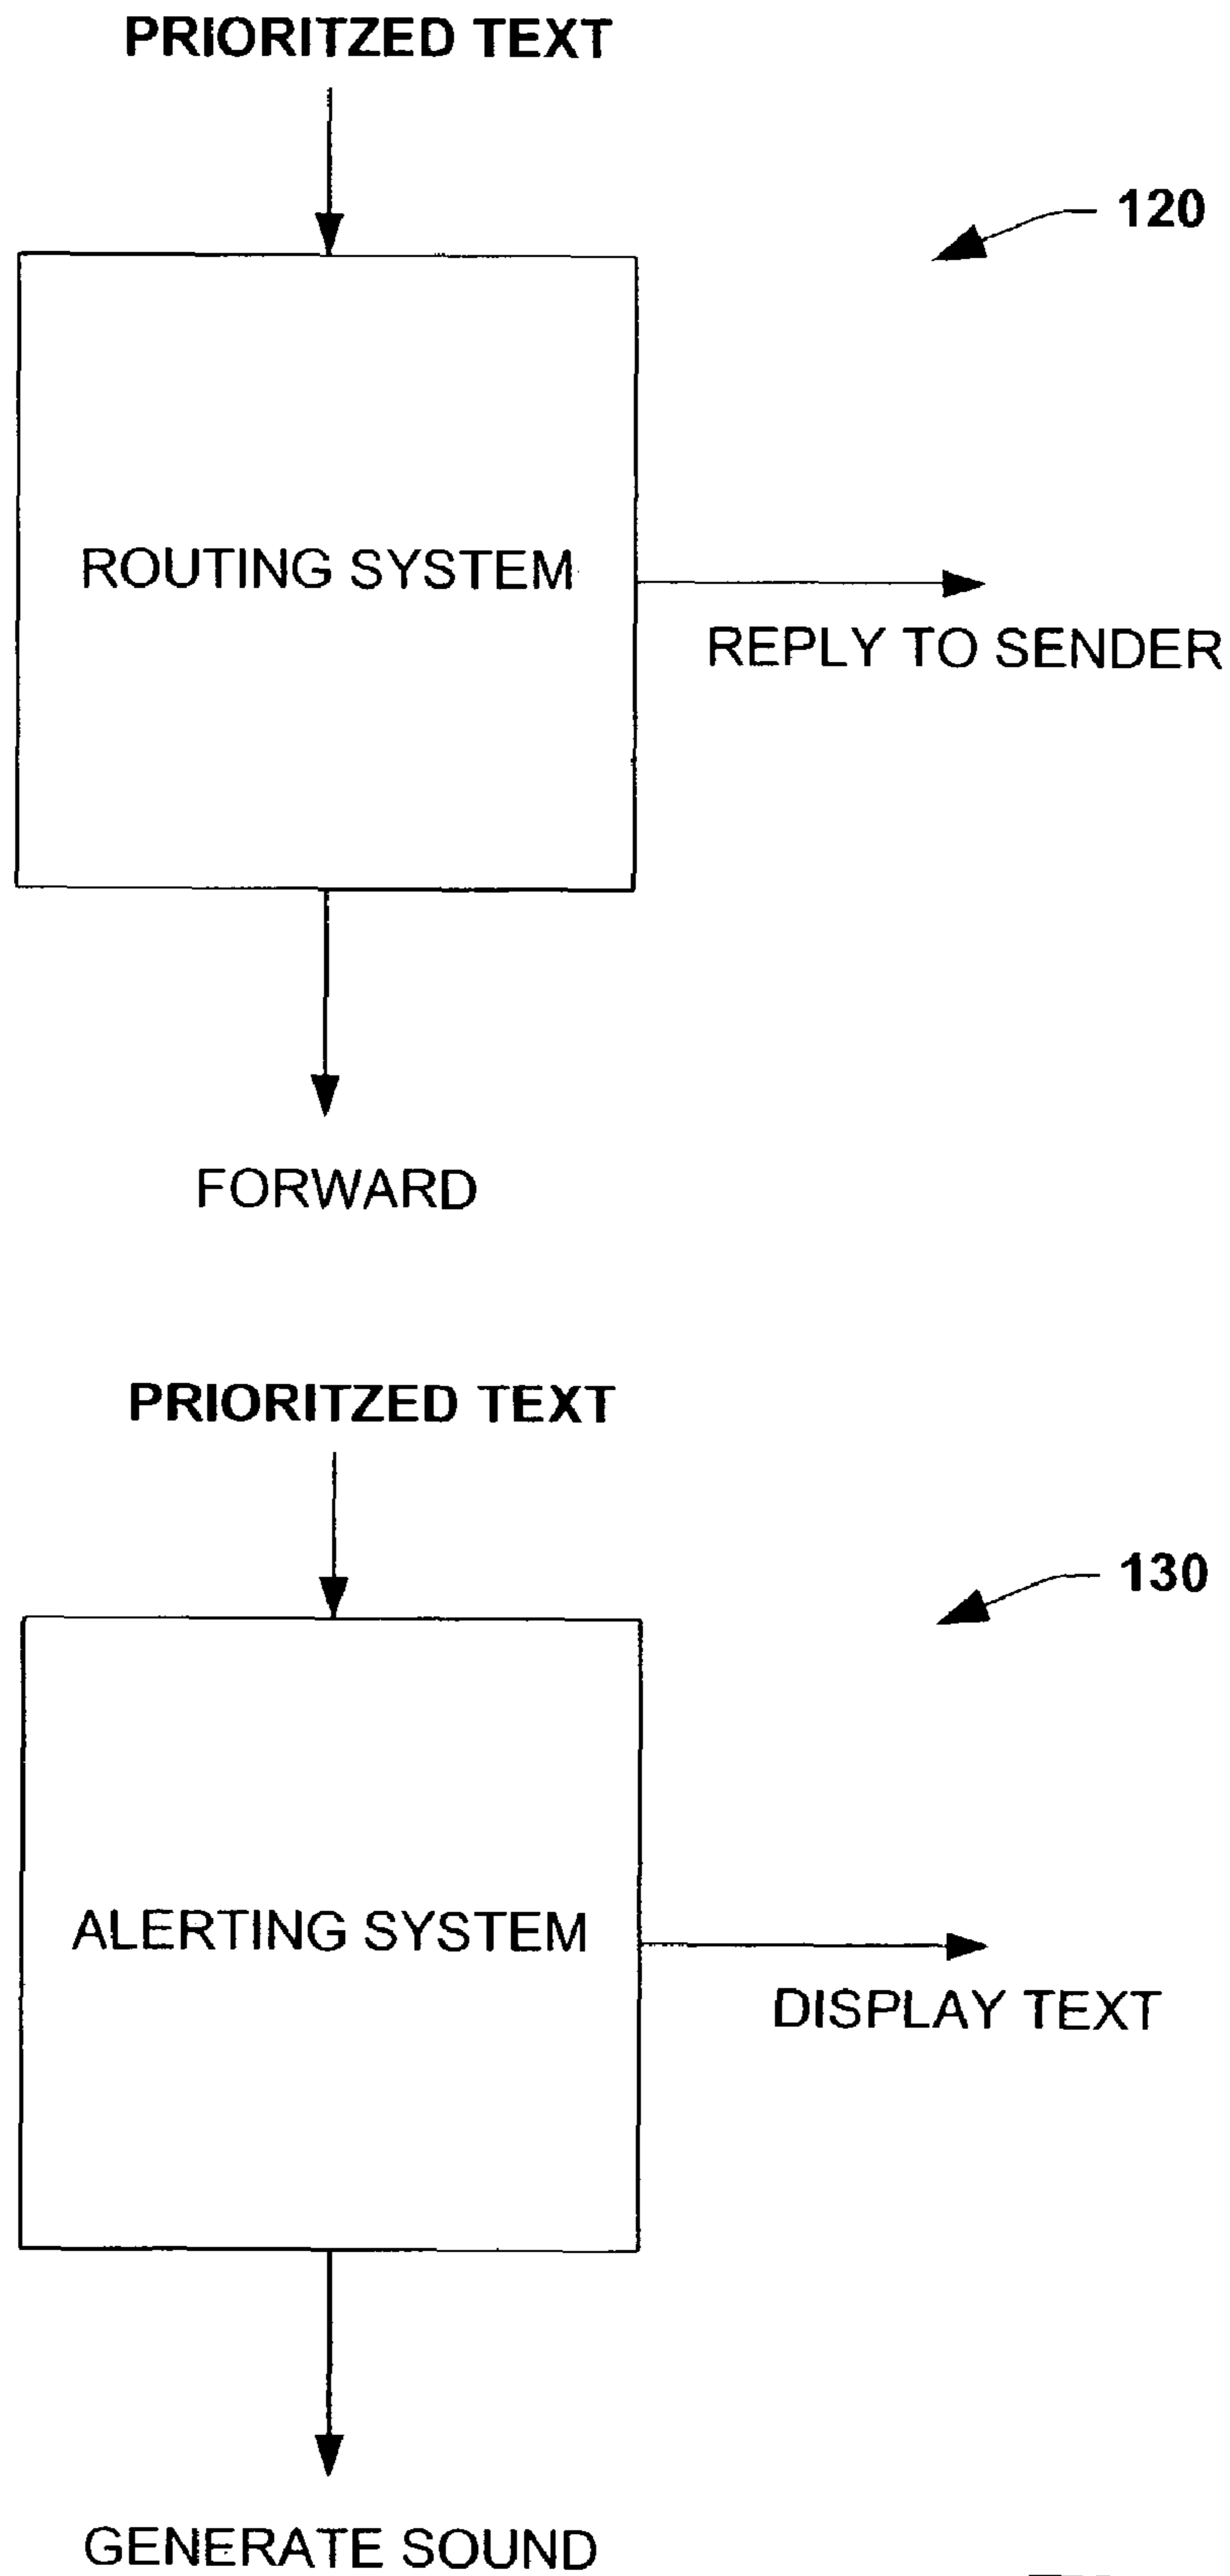 PRIORITZED TEXT
120
ROUTING SYSTEM
REPLY TO SENDER
FORWARD
PRIORITZED TEXT
130
ALERTING SYSTEM
DISPLAY TEXT
GENERATE SOUND